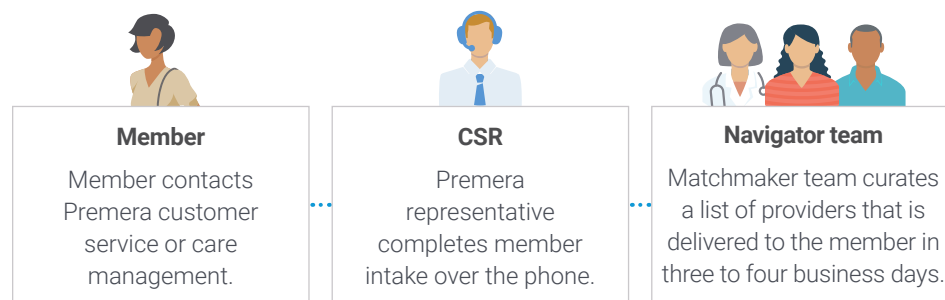 Member
Member contacts
Premera customer
service or care
management.
CSR
Premera
representative
completes member
intake over the phone.
Navigator team
Matchmaker team curates
a list of providers that is
delivered to the member in
three to four business days.